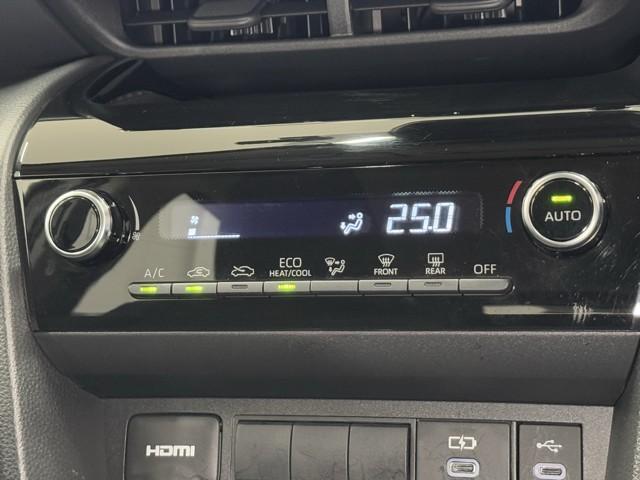 25.0
AUTO
A/C
ECO
HEAT/COOL
FRONT
REAR
OFF
HDMI